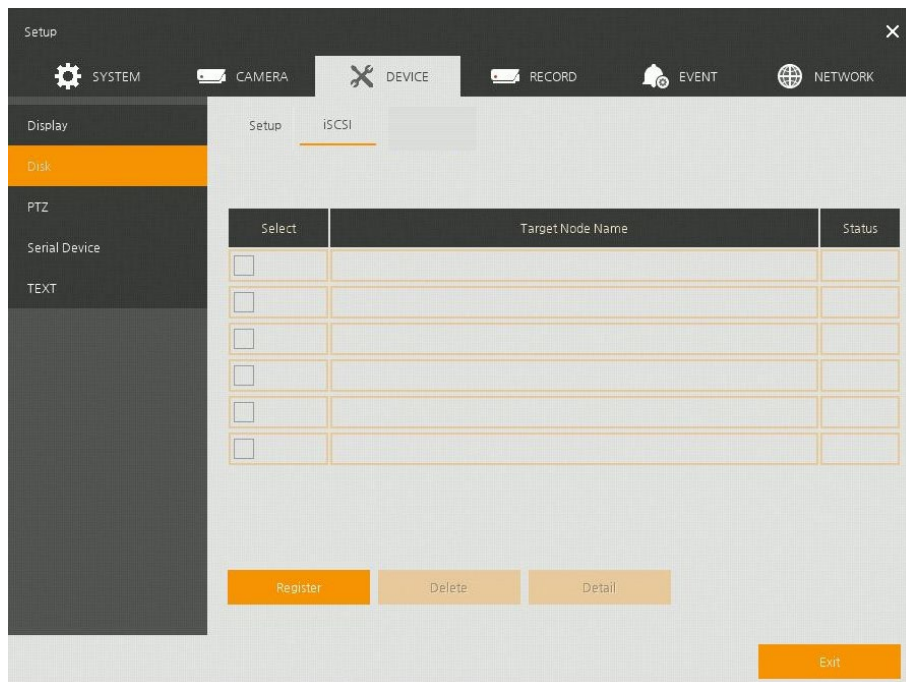 Setup
SYSTEM CAMERA DEVICE RECORD EVENT NETWORK
Display
Disk
PTZ
Serial Device
TEXT
Setup iSCSI
Select Target Node Name Status
Register Delete Detail
Exit